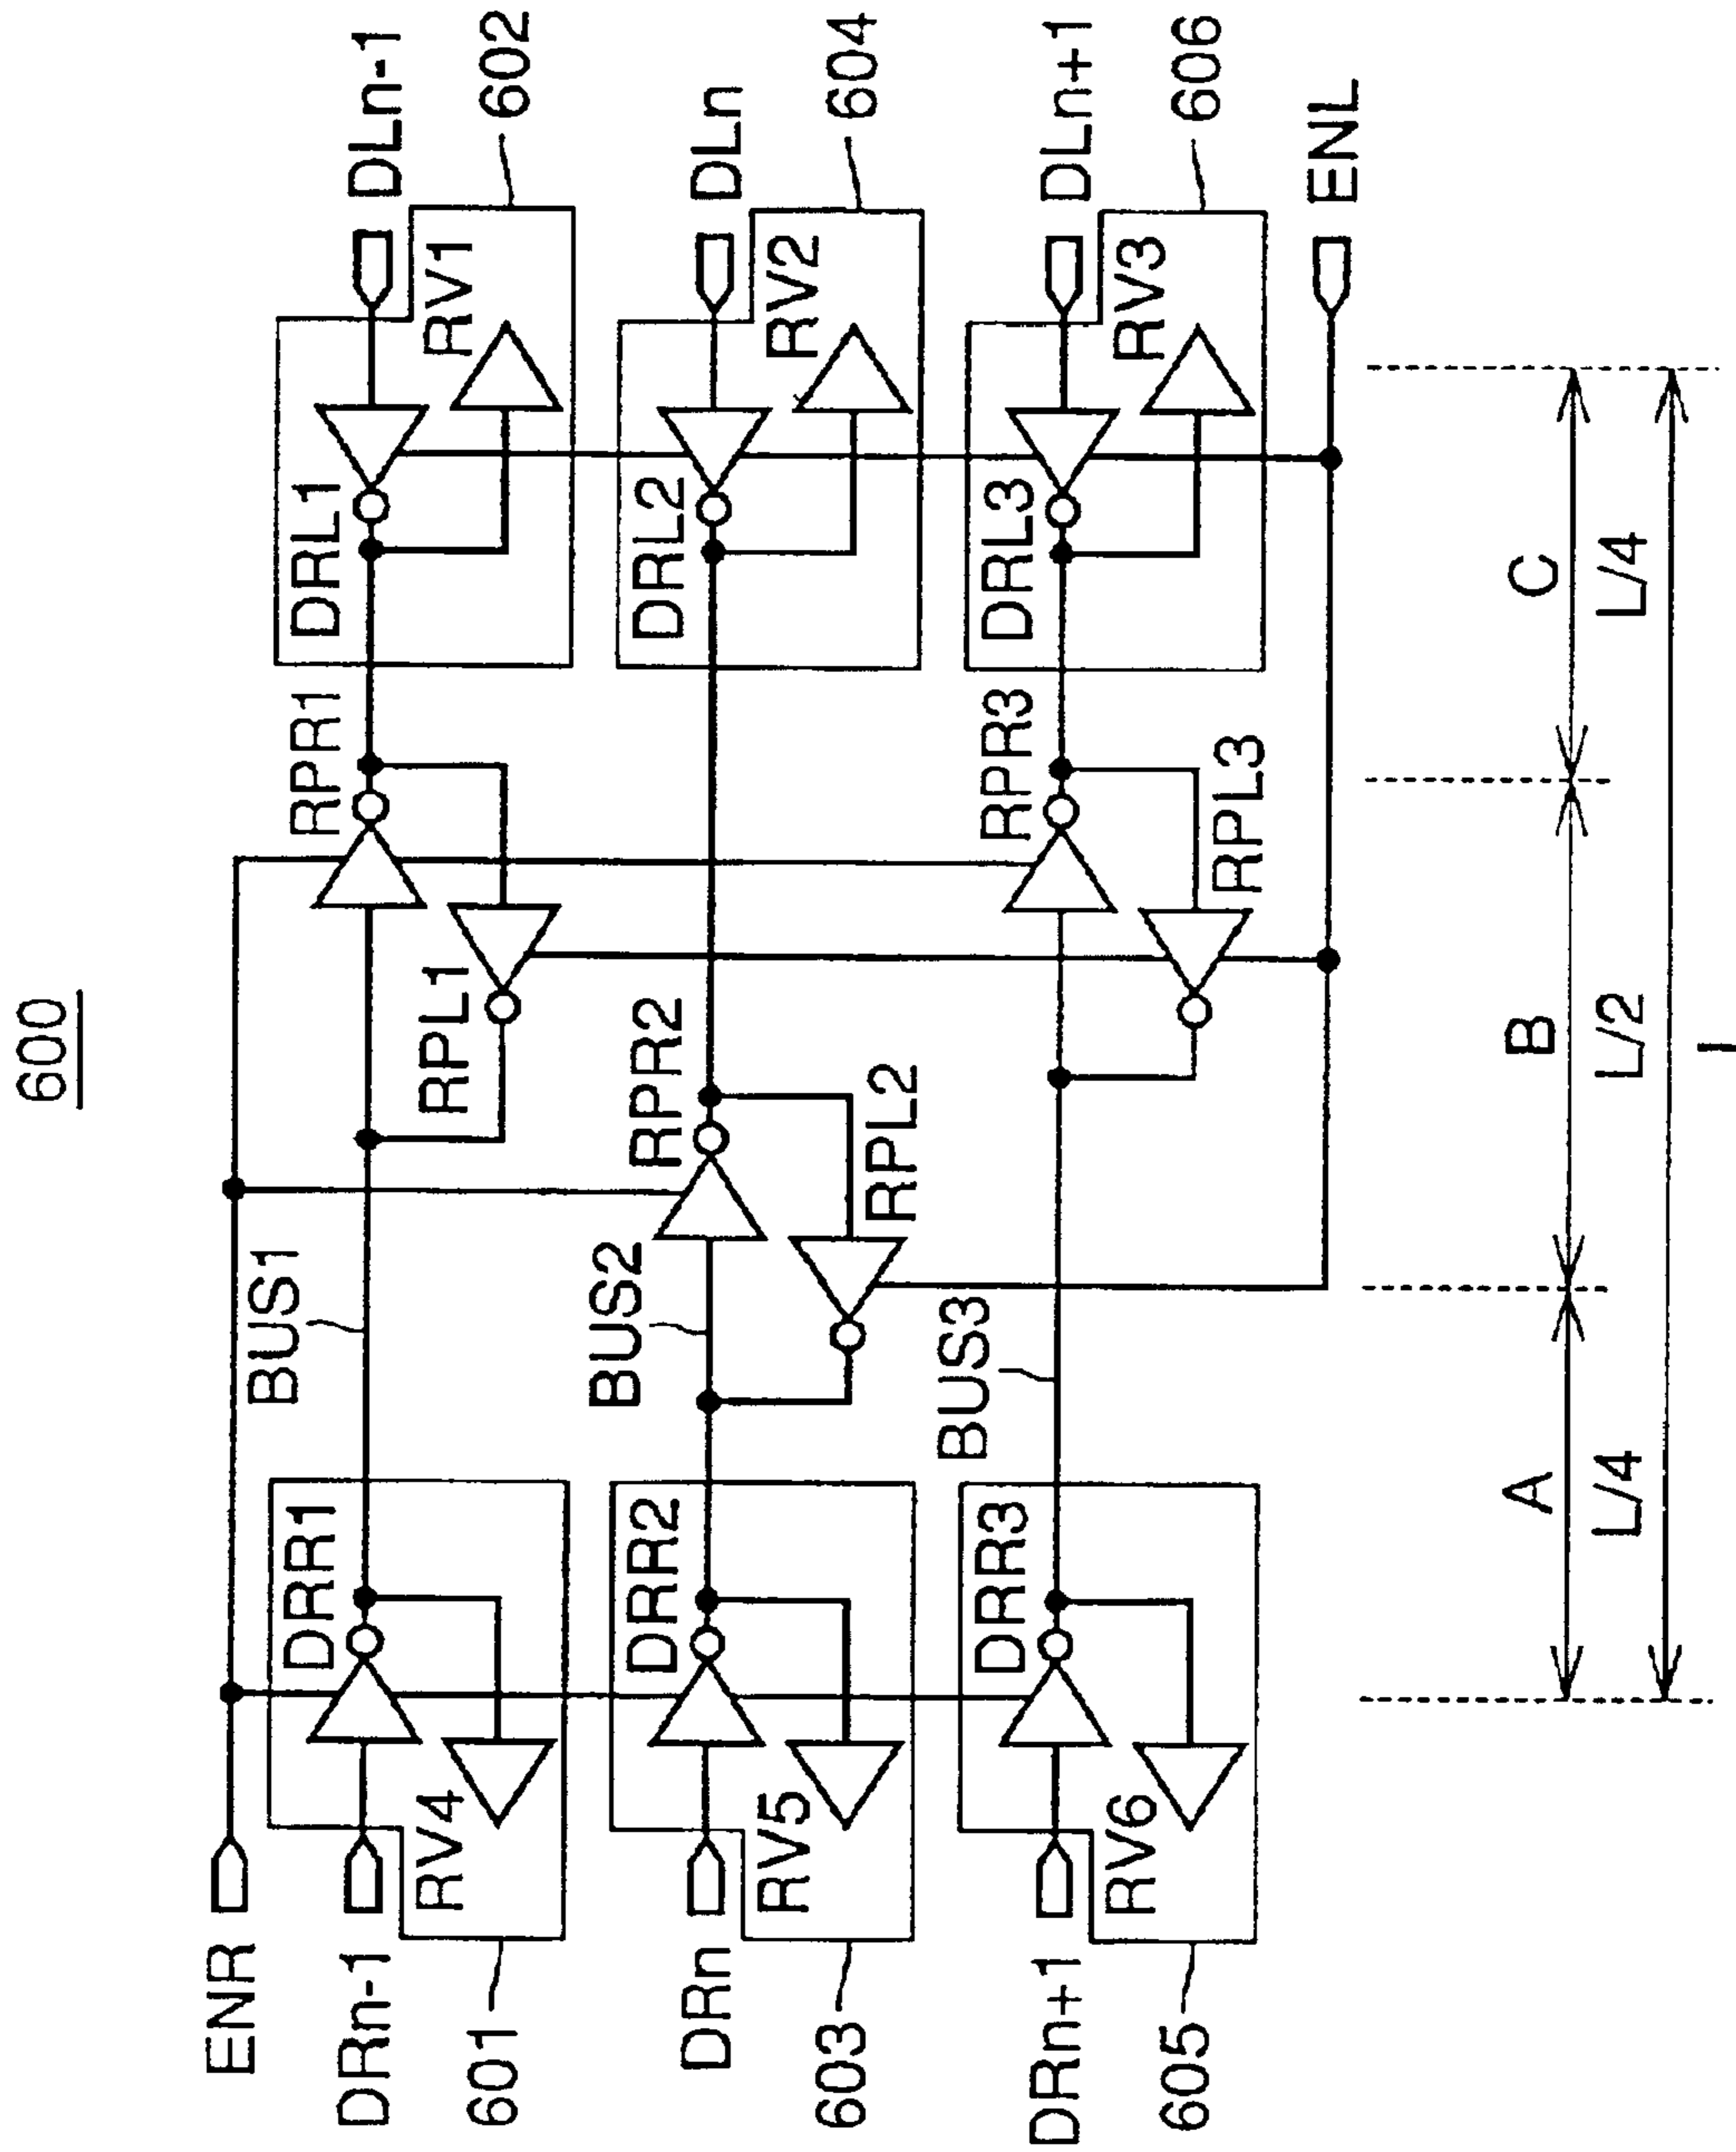 600
ENR
BUS1
DRn-1
DRR1
RV4
601
RPL1
RPR1
DRL1
RV1
DLn-1
602
BUS2
DRn
DRR2
RV5
603
RPR2
RPL2
DRL2
RV2
DLn
604
BUS3
DRn+1
DRR3
RV6
605
RPR3
RPL3
DRL3
RV3
DLn+1
606
ENL
A
B
C
L/4
L/2
L/4